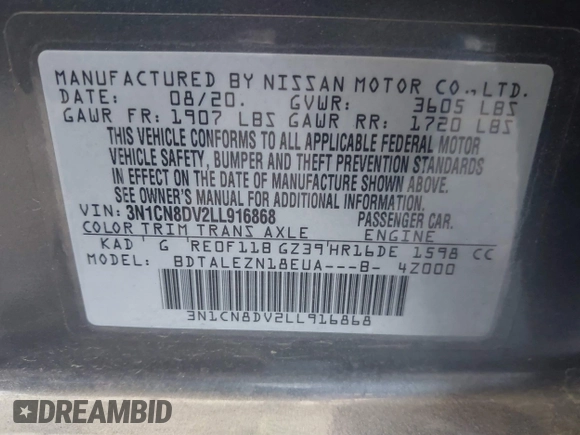 MANUFACTURED BY NISSAN MOTOR CO.,LTD.
DATE: 08/20. GVWR: 3605 LBS
GAWR FR: 1907 LBS GAWR RR: 1720 LBS
THIS VEHICLE CONFORMS TO ALL APPLICABLE FEDERAL MOTOR
VEHICLE SAFETY, BUMPER AND THEFT PREVENTION STANDARDS
IN EFFECT ON THE DATE OF MANUFACTURE SHOWN ABOVE.
SEE OWNER'S MANUAL FOR ADDITIONAL INFORMATION.
VIN: 3N1CN8DV2LL916868 PASSENGER CAR.
COLOR TRIM TRANS AXLE ENGINE
KAD ' G 'RE0F11B GZ39'HR16DE 1598 CC
MODEL: BDTALEZN18EUA---B- 4Z000
3N1CN8DV2LL916868
DREAMBID